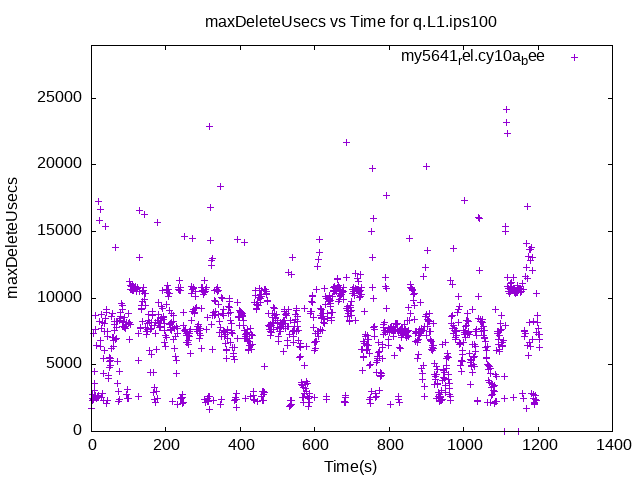 maxDeleteUsecs vs Time for q.L1.ips100
my5641rel.cy10abee
25000
20000
15000
10000
5000
0
maxDeleteUsecs
0 200 400 600 800 1000 1200 1400
Time(s)